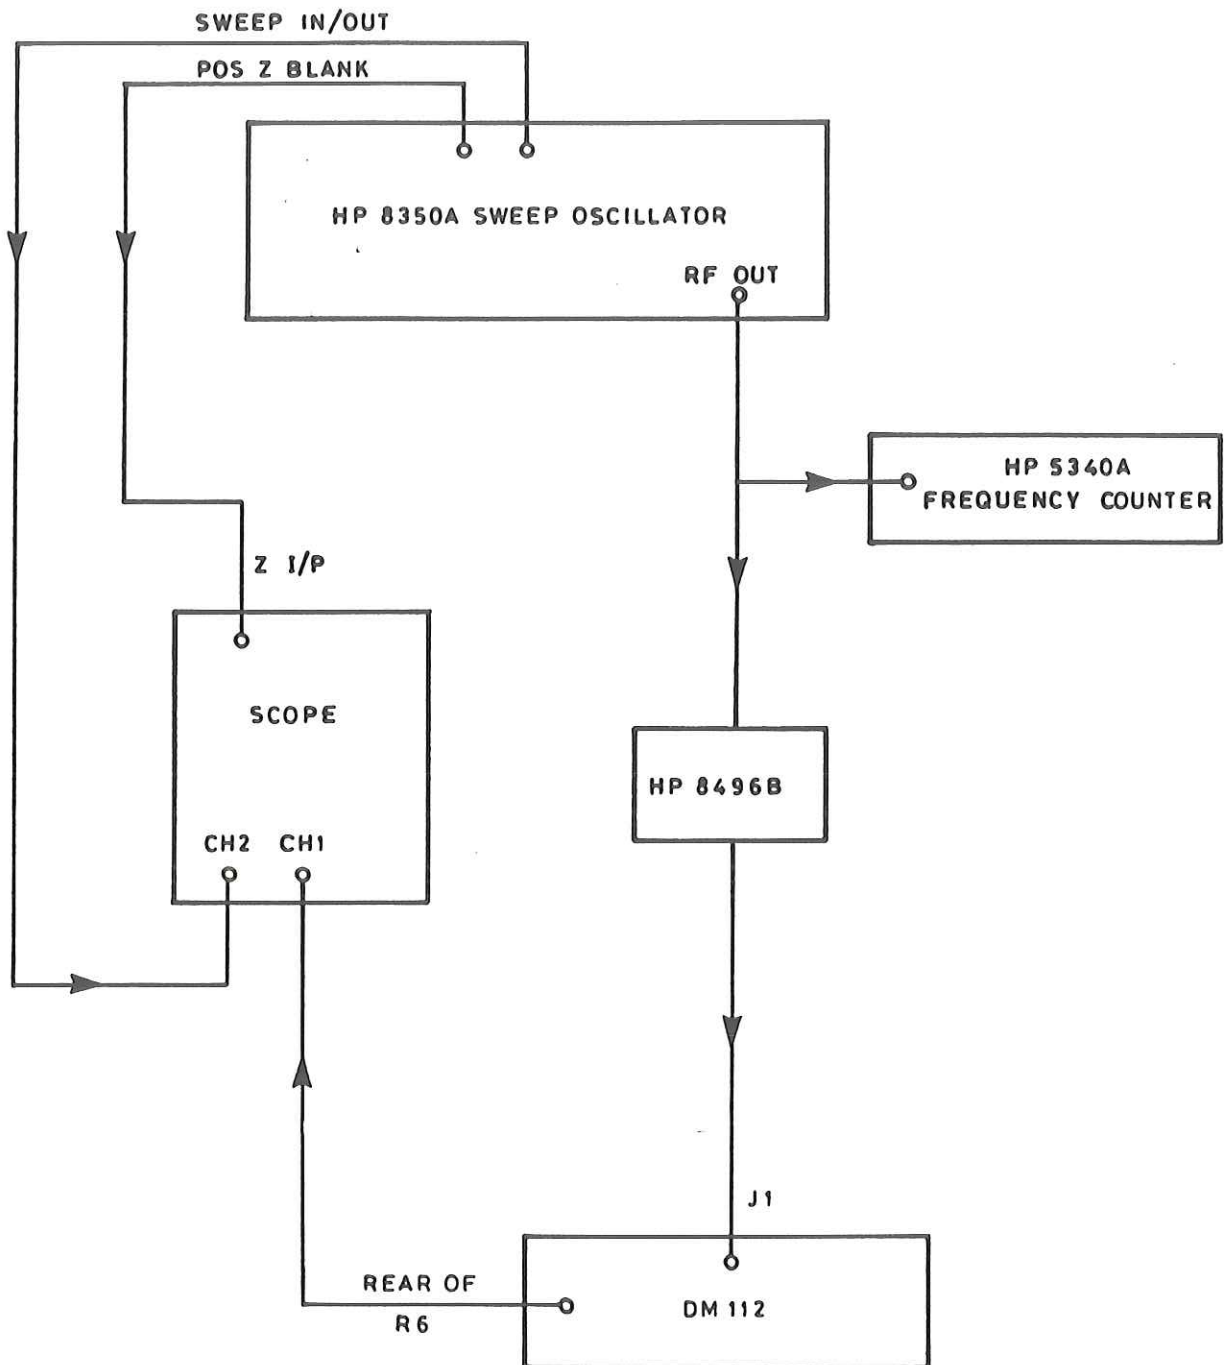 SWEEP IN/OUT
POS Z BLANK
HP 8350A SWEEP OSCILLATOR
RF OUT
HP 5340A
FREQUENCY COUNTER
Z I/P
SCOPE
HP 8496B
CH2 CH1
J1
REAR OF
R6
DM 112